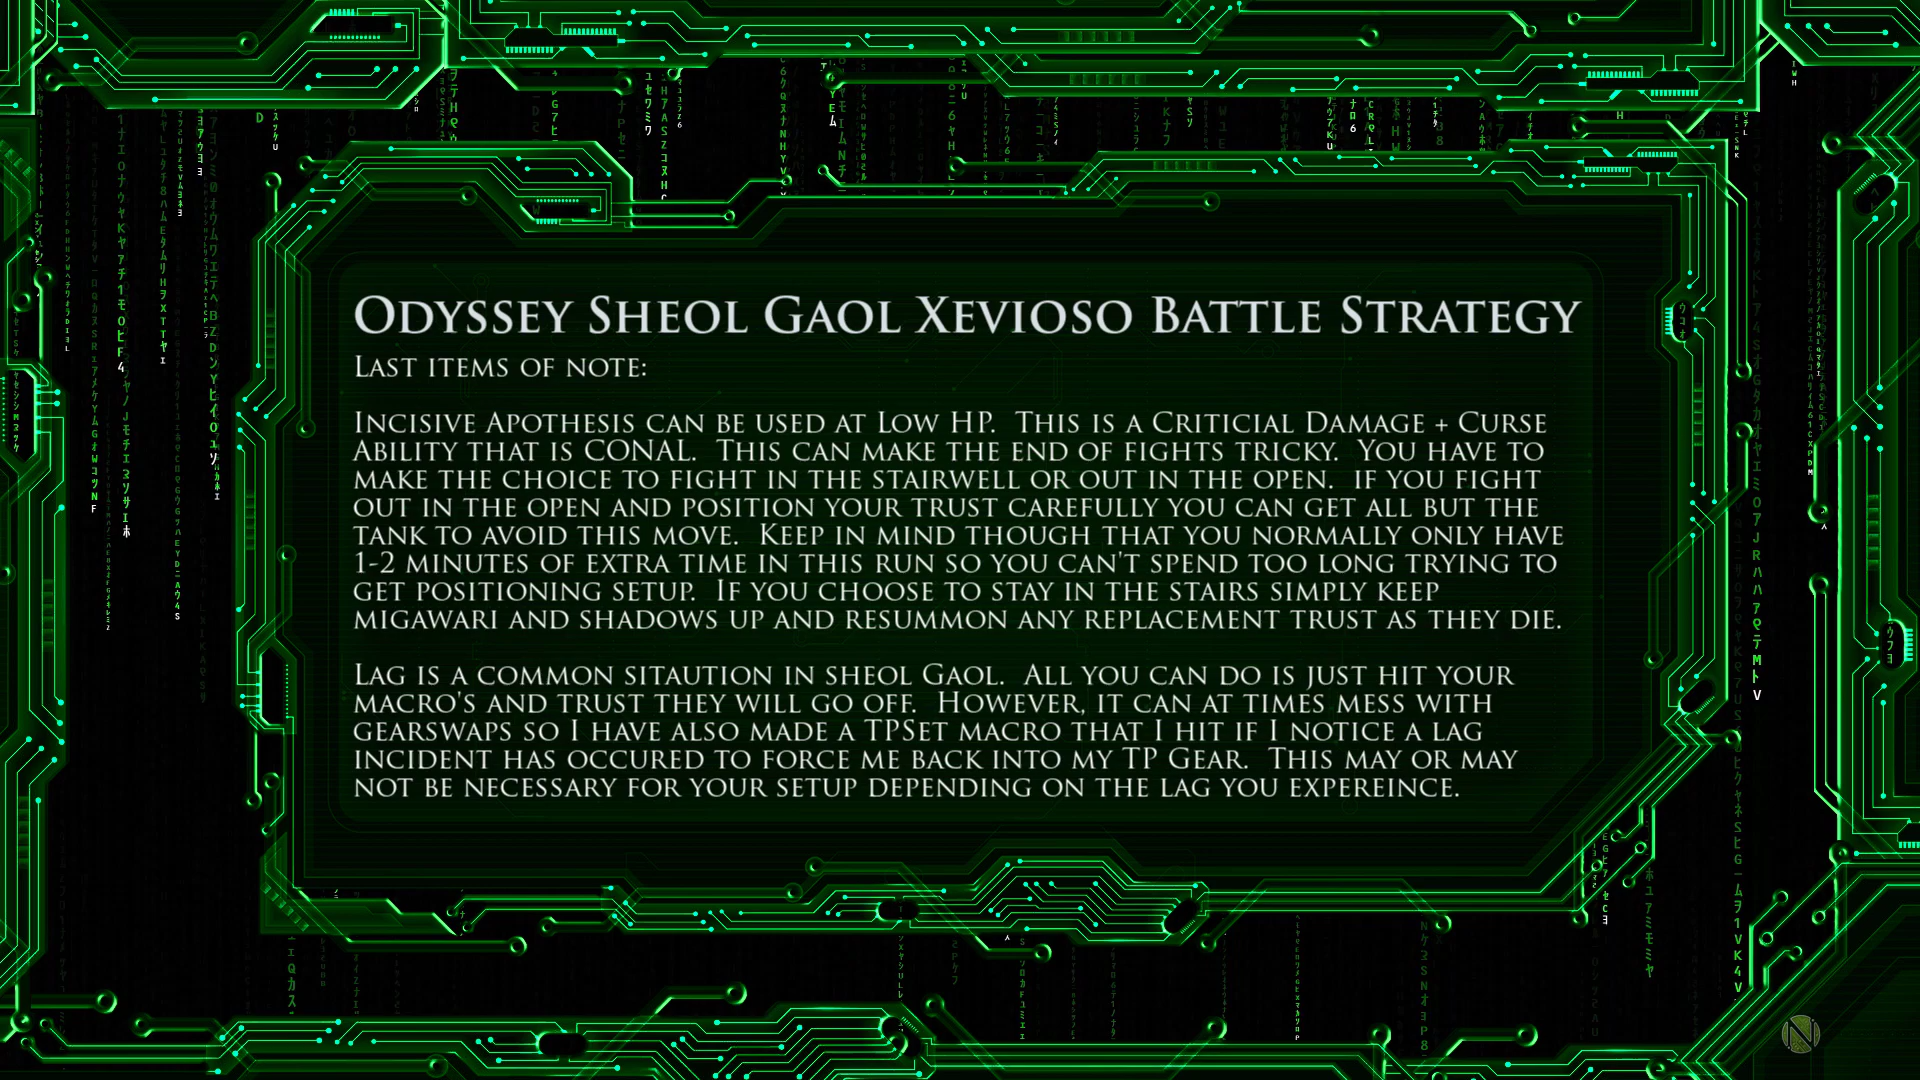 Odyssey Sheol Gaol Xevioso Battle Strategy
Last items of note:
Incisive Apothesis can be used at Low HP. This is a Criticial Damage + Curse
Ability that is CONAL. This can make the end of fights tricky. You have to
make the choice to fight in the stairwell or out in the open. if you fight
out in the open and position your trust carefully you can get all but the
tank to avoid this move. Keep in mind though that you normally only have
1-2 minutes of extra time in this run so you can't spend too long trying to
get positioning setup. If you choose to stay in the stairs simply keep
migawari and shadows up and resummon any replacement trust as they die.
Lag is a common sitaution in sheol Gaol. All you can do is just hit your
macro's and trust they will go off. However, it can at times mess with
gearswaps so I have also made a TPSet macro that I hit if I notice a lag
incident has occured to force me back into my TP Gear. This may or may
not be necessary for your setup depending on the lag you expereince.
N